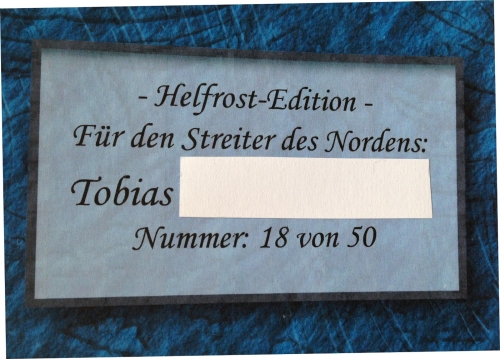 - Helfrost-Edition -
Für den Streiter des Nordens:
Tobias
Nummer: 18 von 50